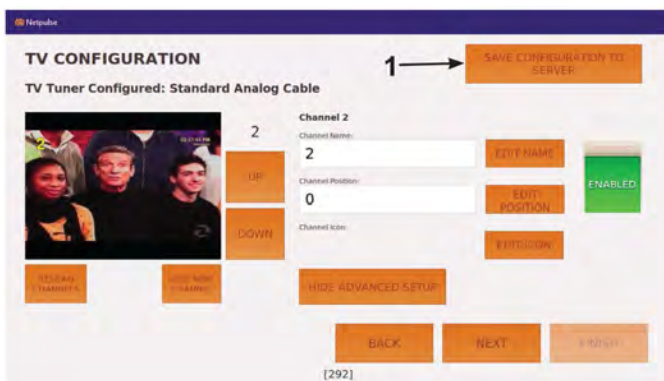 Netpulse
TV CONFIGURATION
1
SAVE CONFIGURATION TO
SERVER
TV Tuner Configured: Standard Analog Cable
2
2
Channel 2
Channel Name:
2
EDIT NAME
UP
ENABLED
Channel Position:
0
EDIT
POSITION
DOWN
Channel Icon:
EDIT ICON
RESCAN
CHANNELS
CHANNEL
HIDE ADVANCED SETUP
BACK
NEXT
FINISH
[292]